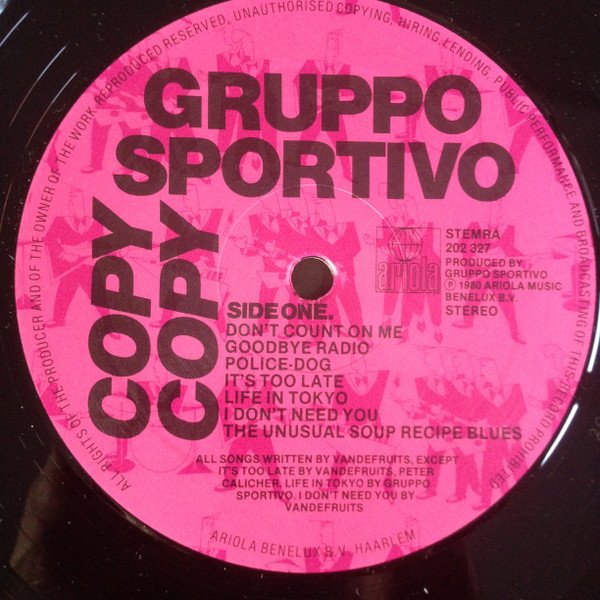 ALL RIGHTS OF THE PRODUCER AND OF THE OWNER OF THE WORK REPRODUCED RESERVED, UNAUTHORISED COPYING, HIRING, LENDING, PUBLIC PERFORMANCE AND BROADCASTING OF THIS RECORD PROHIBITED
GRUPPO
SPORTIVO
COPY
COPY
ariola
STEMRA
202 327
PRODUCED BY
GRUPPO SPORTIVO
℗ 1980 ARIOLA MUSIC
BENELUX B.V.
STEREO
SIDE ONE.
DON'T COUNT ON ME
GOODBYE RADIO
POLICE-DOG
IT'S TOO LATE
LIFE IN TOKYO
I DON'T NEED YOU
THE UNUSUAL SOUP RECIPE BLUES
ALL SONGS WRITTEN BY VANDEFRUITS, EXCEPT
IT'S TOO LATE BY VANDEFRUITS, PETER
CALICHER. LIFE IN TOKYO BY GRUPPO
SPORTIVO. I DON'T NEED YOU BY
VANDEFRUITS
ARIOLA BENELUX B.V. HAARLEM